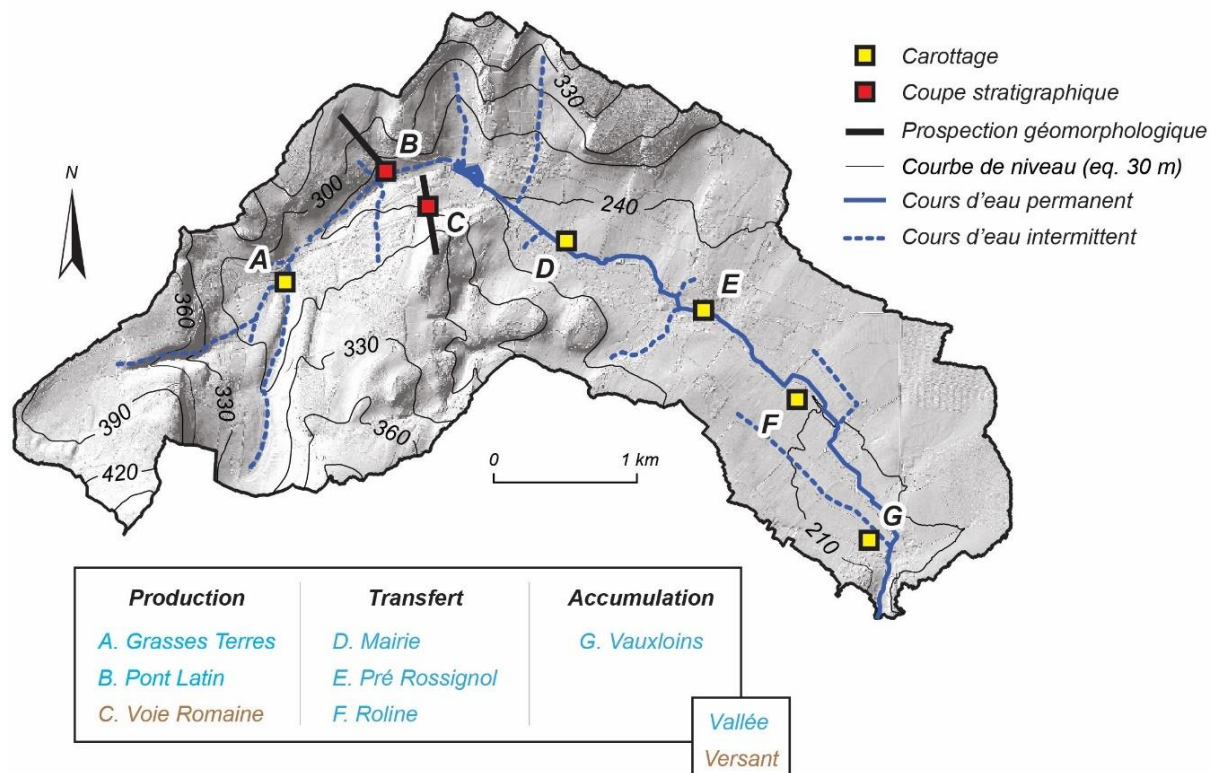 Carottage
Coupe stratigraphique
Prospection géomorphologique
Courbe de niveau (eq. 30 m)
Cours d'eau permanent
Cours d'eau intermittent
N
330
B
300
240
C
A
D
E
360
330
330
390
360
F
420
0 1 km
G
210
Production Transfert Accumulation
A. Grasses Terres D. Mairie G. Vauxloins
B. Pont Latin E. Pré Rossignol
C. Voie Romaine F. Roline
Vallée
Versant